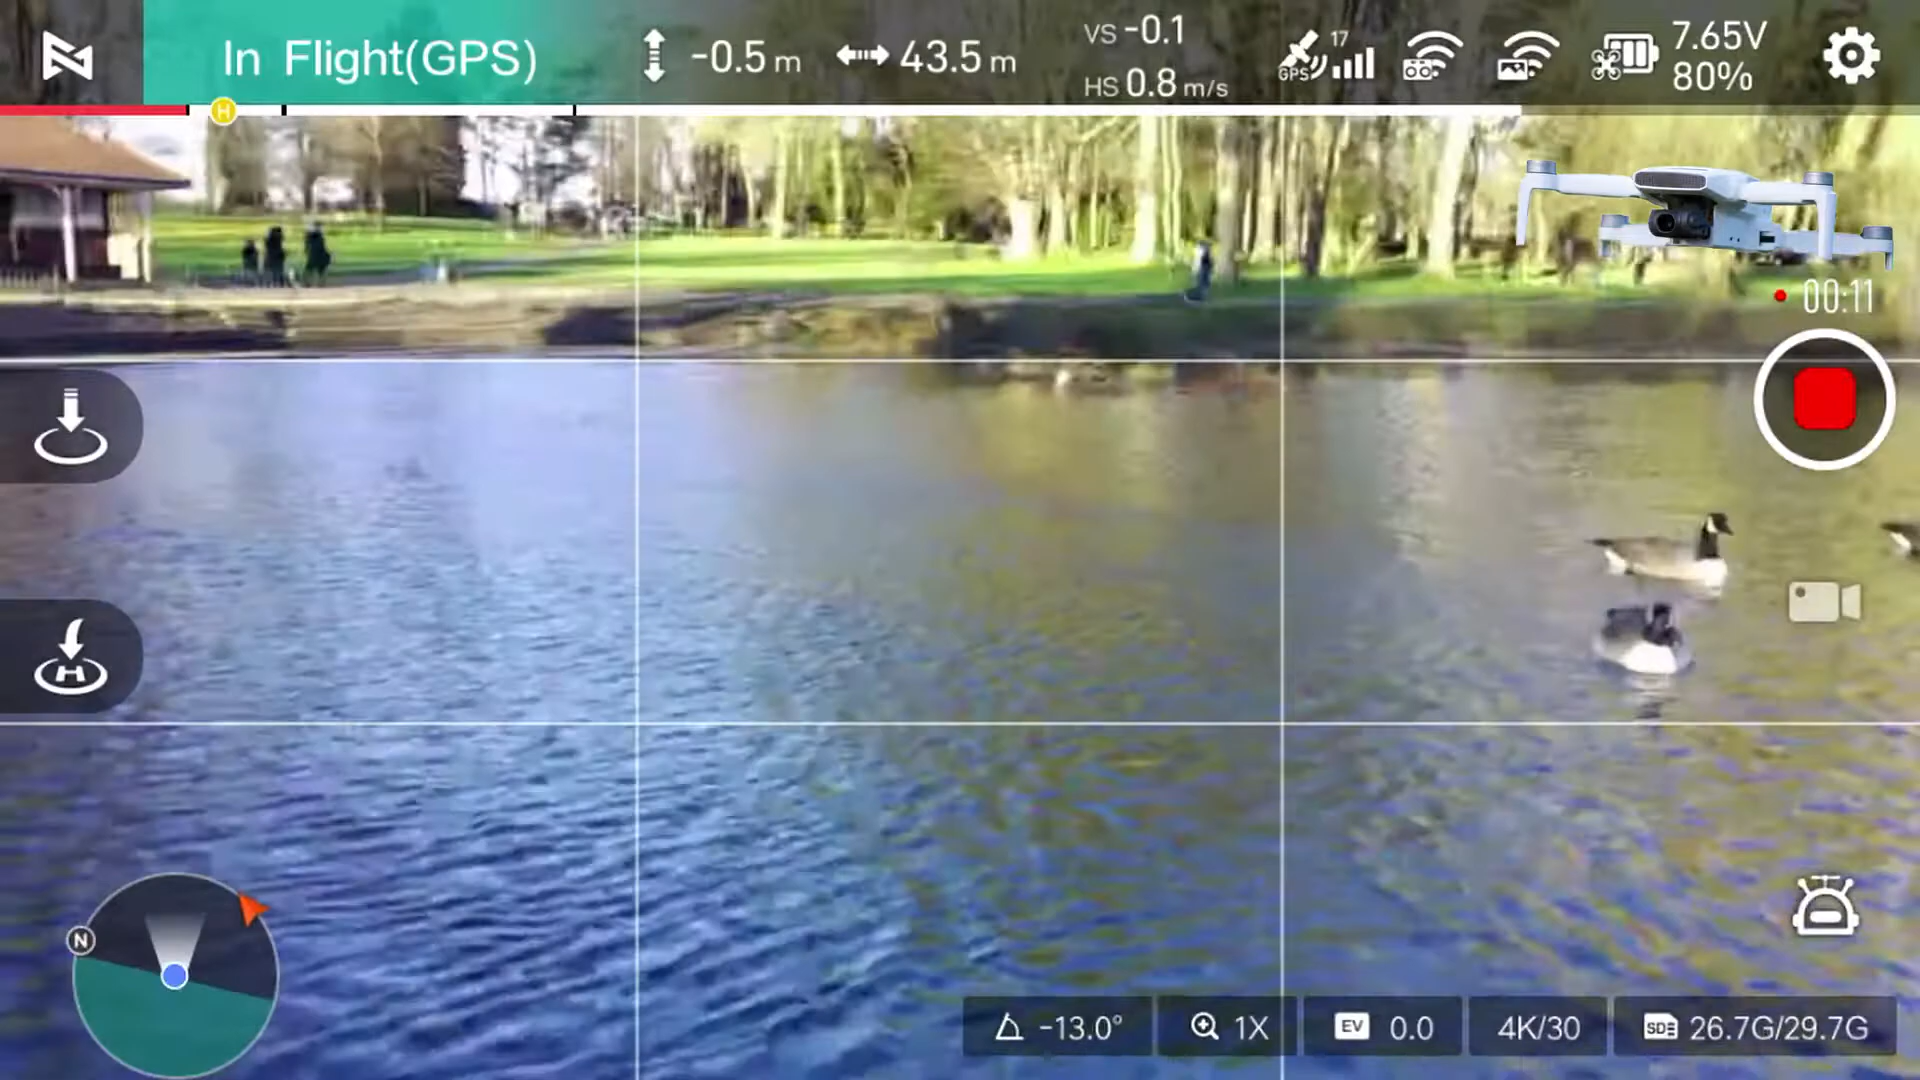 In Flight(GPS)
-0.5 m
43.5 m
VS -0.1
HS 0.8 m/s
GPS
17
7.65V
80%
H
00:11
H
N
-13.0°
1X
EV 0.0
4K/30
SD 26.7G/29.7G